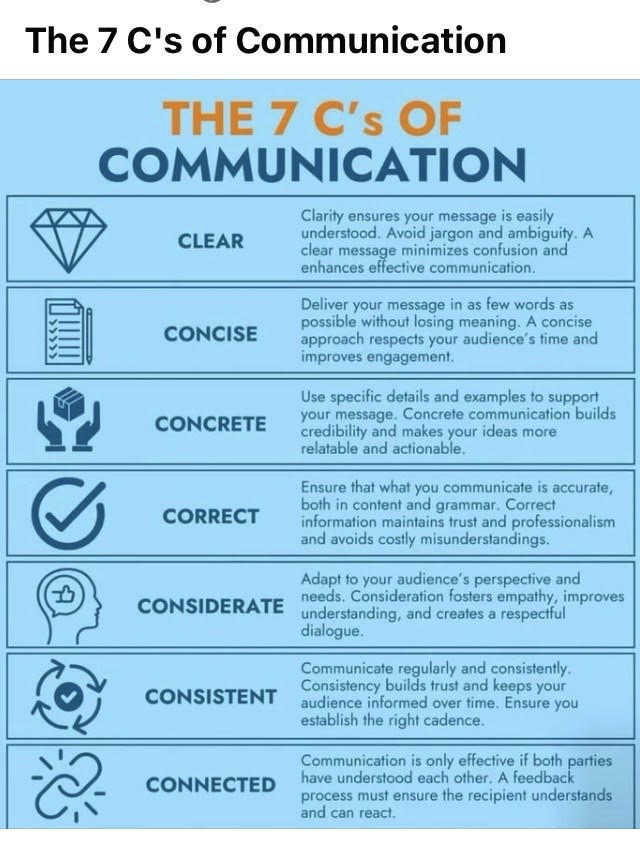 The 7 C's of Communication
THE 7 C's OF
COMMUNICATION
CLEAR
Clarity ensures your message is easily
understood. Avoid jargon and ambiguity. A
clear message minimizes confusion and
enhances effective communication.
CONCISE
Deliver your message in as few words as
possible without losing meaning. A concise
approach respects your audience's time and
improves engagement.
CONCRETE
Use specific details and examples to support
your message. Concrete communication builds
credibility and makes your ideas more
relatable and actionable.
CORRECT
Ensure that what you communicate is accurate,
both in content and grammar. Correct
information maintains trust and professionalism
and avoids costly misunderstandings.
CONSIDERATE
Adapt to your audience's perspective and
needs. Consideration fosters empathy, improves
understanding, and creates a respectful
dialogue.
CONSISTENT
Communicate regularly and consistently.
Consistency builds trust and keeps your
audience informed over time. Ensure you
establish the right cadence.
CONNECTED
Communication is only effective if both parties
have understood each other. A feedback
process must ensure the recipient understands
and can react.